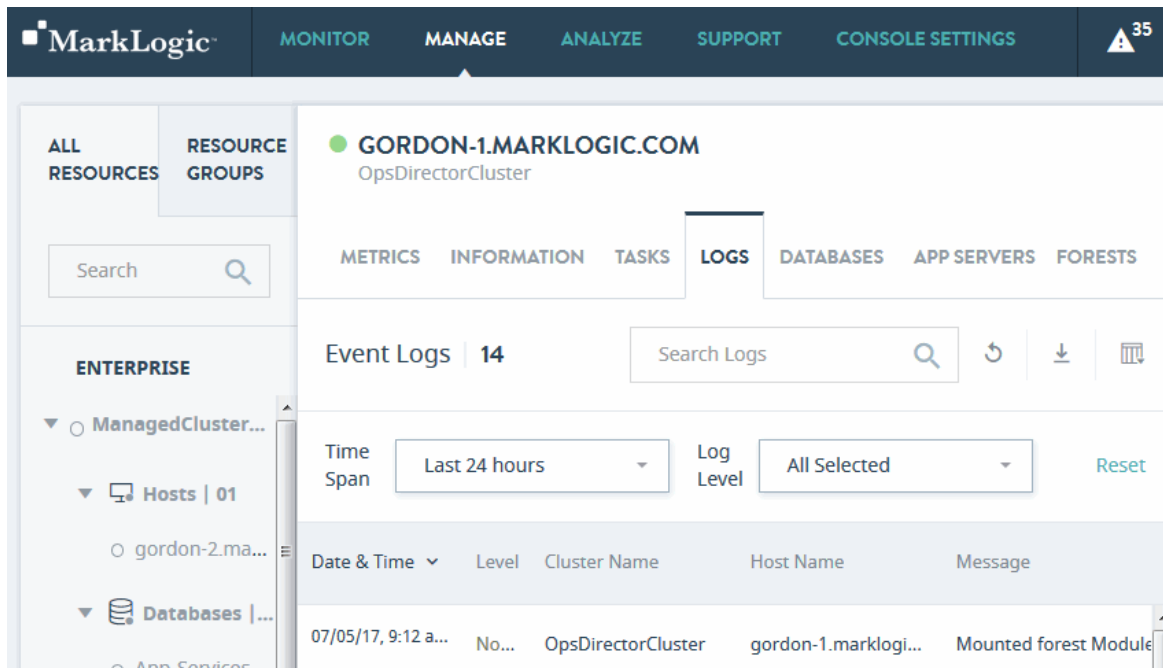 MarkLogic™ MONITOR MANAGE ANALYZE SUPPORT CONSOLE SETTINGS 35
ALL RESOURCES
RESOURCE GROUPS
Search
ENTERPRISE
ManagedCluster...
Hosts | 01
gordon-2.ma...
Databases |...
App-Services
GORDON-1.MARKLOGIC.COM
OpsDirectorCluster
METRICS INFORMATION TASKS LOGS DATABASES APP SERVERS FORESTS
Event Logs | 14 Search Logs
Time Span Last 24 hours Log Level All Selected Reset
Date & Time Level Cluster Name Host Name Message
07/05/17, 9:12 a... No... OpsDirectorCluster gordon-1.marklogi... Mounted forest Module